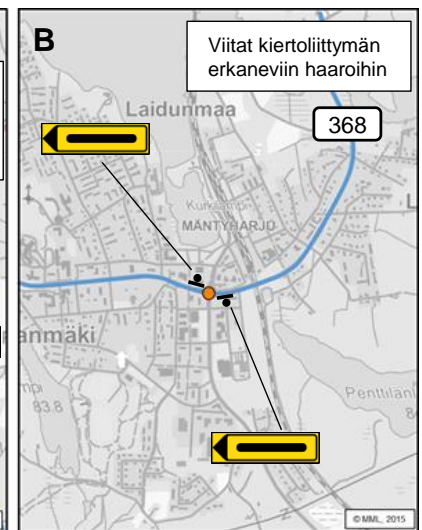 B
Viitat kiertoliittymän
erkaneviin haaroihin
Laidunmaa
368
MÄNTYHARJU
anmäki
83.8
Penttilän
© MML, 2015